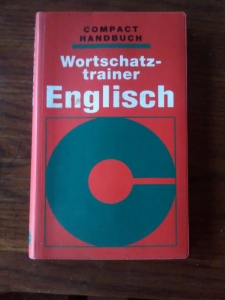 COMPACT
HANDBUCH
Wortschatz-
trainer
Englisch